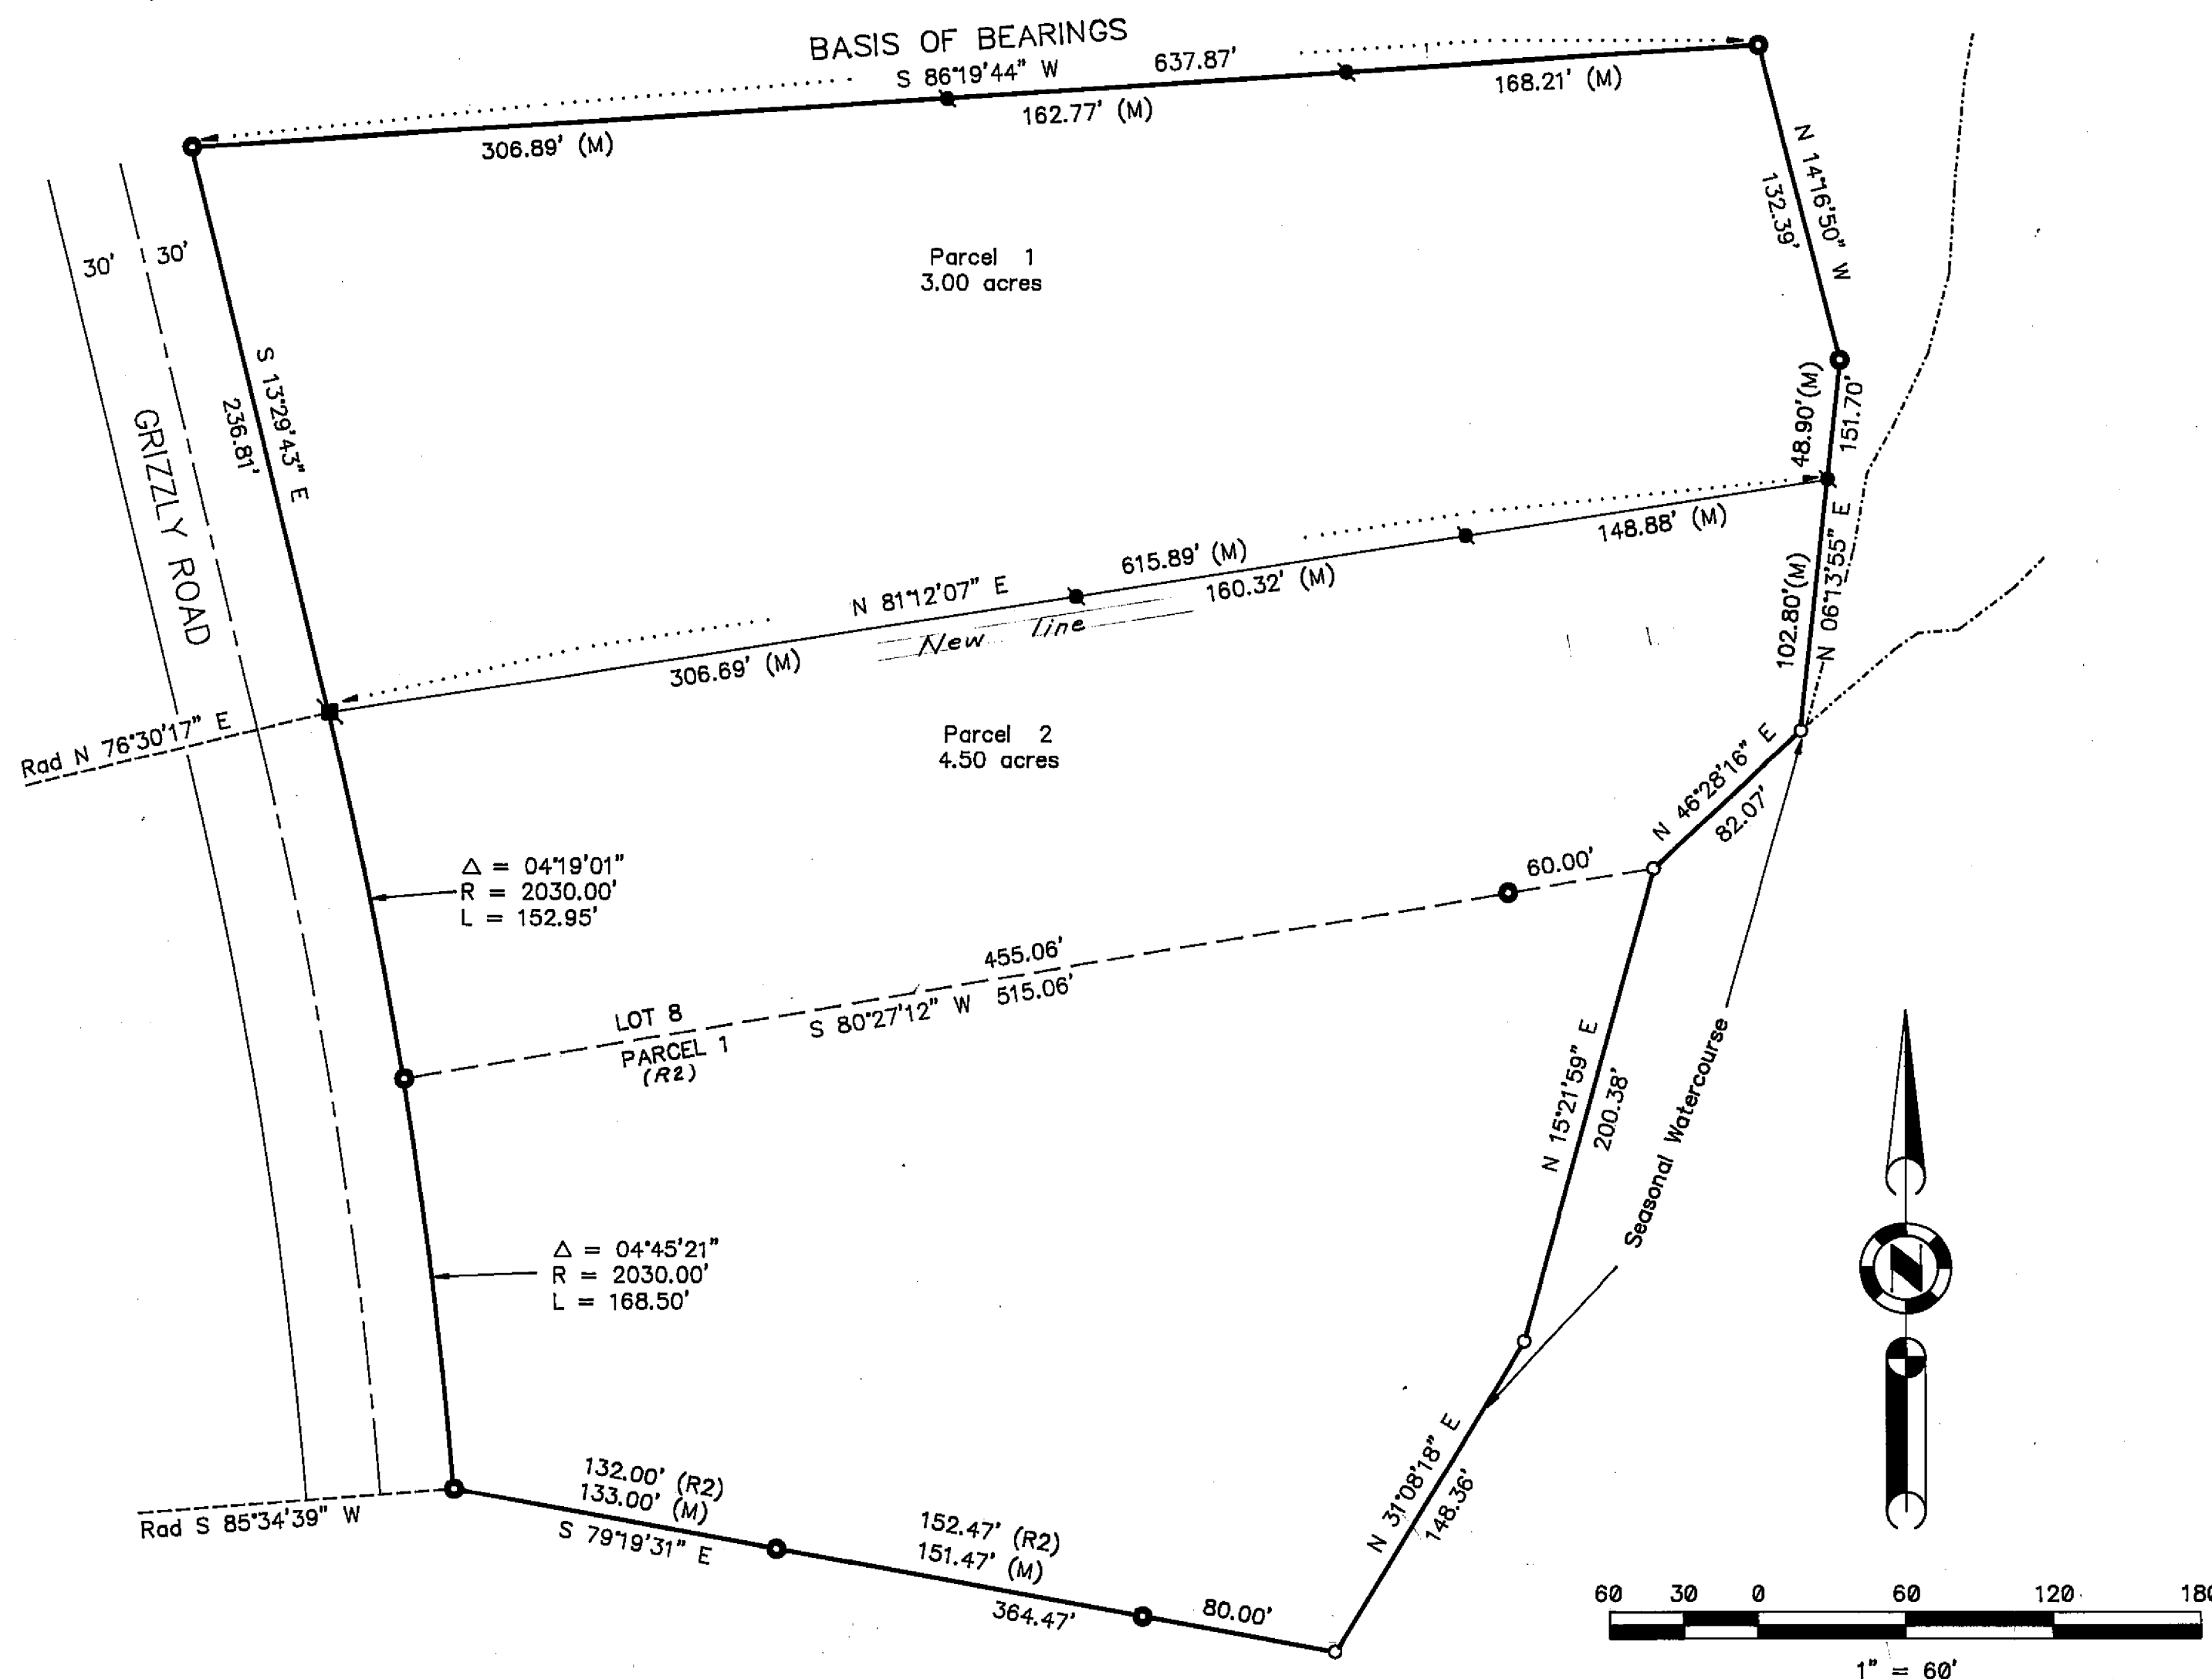 BASIS OF BEARINGS
S 86°19'44" W 637.87'
306.89' (M)
162.77' (M)
168.21' (M)
N 14°16'50" W
132.39'
30' 30'
Parcel 1
3.00 acres
S 13°29'43" E
236.81'
GRIZZLY ROAD
48.90'(M)
151.70'
N 81°12'07" E 615.89' (M)
306.69' (M)
160.32' (M)
148.88' (M)
New line
102.80'(M)
N 06°13'55" E
Rad N 76°30'17" E
Parcel 2
4.50 acres
N 46°28'16" E
82.07'
Δ = 04°19'01"
R = 2030.00'
L = 152.95'
60.00'
455.06'
LOT 8
S 80°27'12" W 515.06'
PARCEL 1
(R2)
N 15°21'59" E
200.38'
Seasonal Watercourse
Δ = 04°45'21"
R = 2030.00'
L = 168.50'
N 31°08'18" E
148.36'
Rad S 85°34'39" W
132.00' (R2)
133.00' (M)
S 79°19'31" E
152.47' (R2)
151.47' (M)
364.47'
80.00'
N
60 30 0 60 120 180
1" = 60'